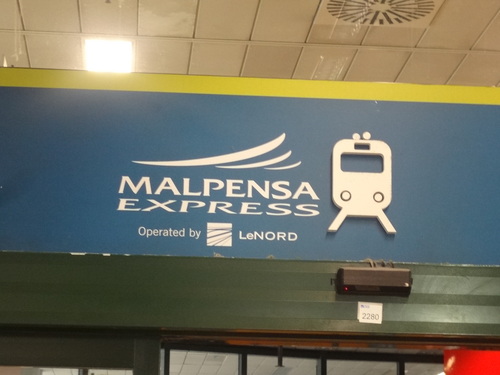 MALPENSA
EXPRESS
Operated by LeNORD
2280